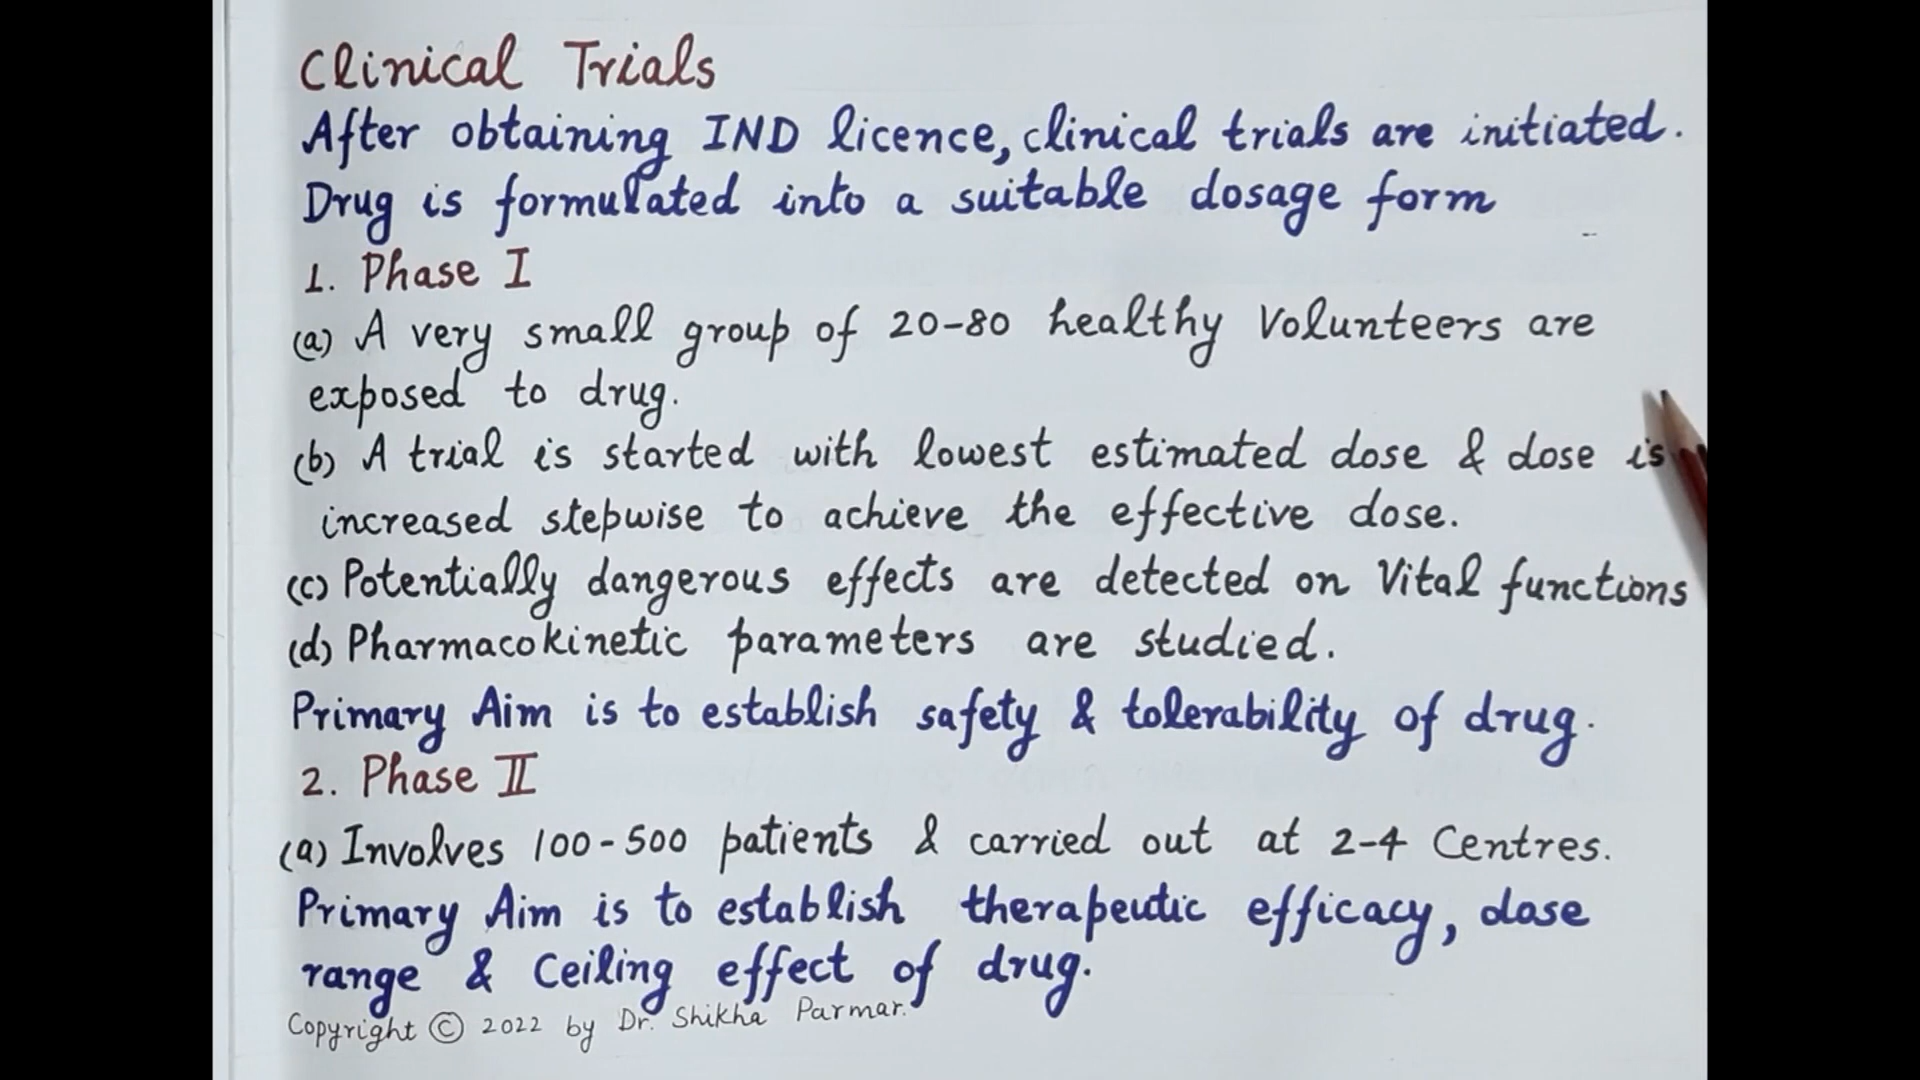 Clinical Trials
After obtaining IND licence, clinical trials are initiated.
Drug is formulated into a suitable dosage form
1. Phase I
(a) A very small group of 20-80 healthy Volunteers are
exposed to drug.
(b) A trial is started with lowest estimated dose & dose is
increased stepwise to achieve the effective dose.
(c) Potentially dangerous effects are detected on Vital functions
(d) Pharmacokinetic parameters are studied.
Primary Aim is to establish safety & tolerability of drug.
2. Phase II
(a) Involves 100-500 patients & carried out at 2-4 Centres.
Primary Aim is to establish therapeutic efficacy, dose
range & Ceiling effect of drug.
Copyright © 2022 by Dr. Shikha Parmar.